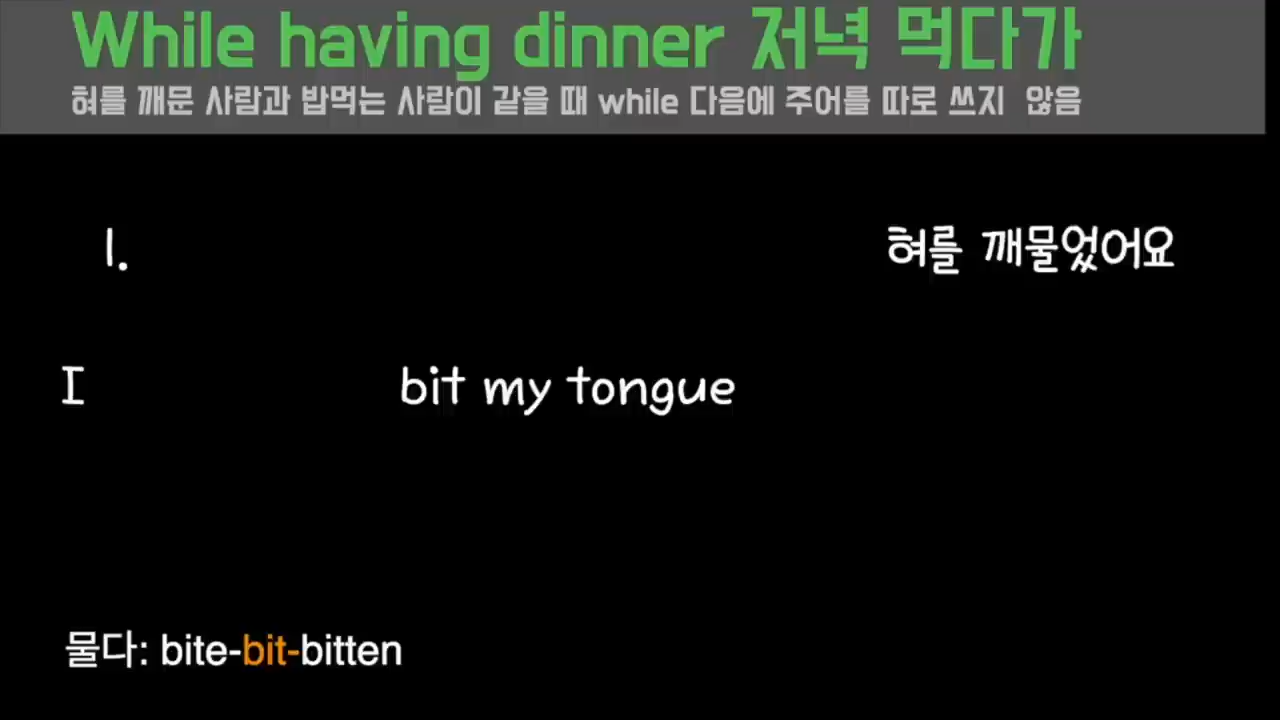 While having dinner 저녁 먹다가
혀를 깨문 사람과 밥먹는 사람이 같을 때 while 다음에 주어를 따로 쓰지 않음
1. 혀를 깨물었어요
I bit my tongue
물다: bite-bit-bitten